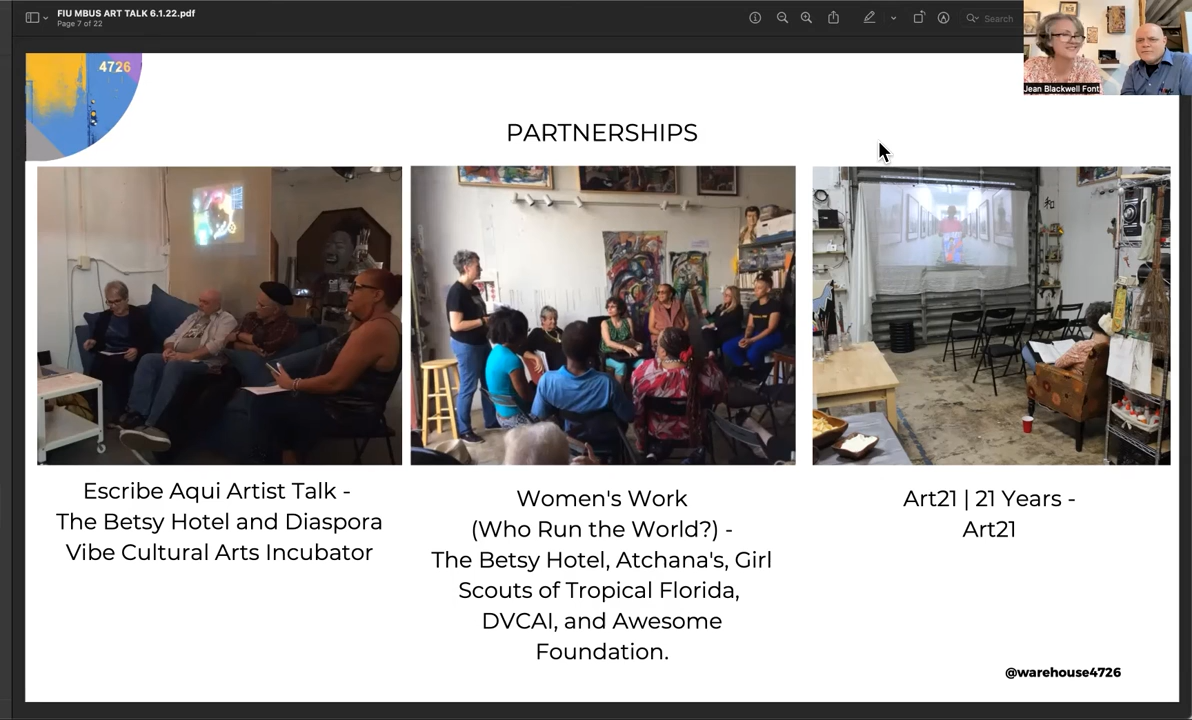 FIU MBUS ART TALK 6.1.22.pdf
Page 7 of 22
Search
Jean Blackwell Font
4726
PARTNERSHIPS
和
Escribe Aqui Artist Talk -
The Betsy Hotel and Diaspora
Vibe Cultural Arts Incubator
Women's Work
(Who Run the World?) -
The Betsy Hotel, Atchana's, Girl
Scouts of Tropical Florida,
DVCAI, and Awesome
Foundation.
Art21 | 21 Years -
Art21
@warehouse4726